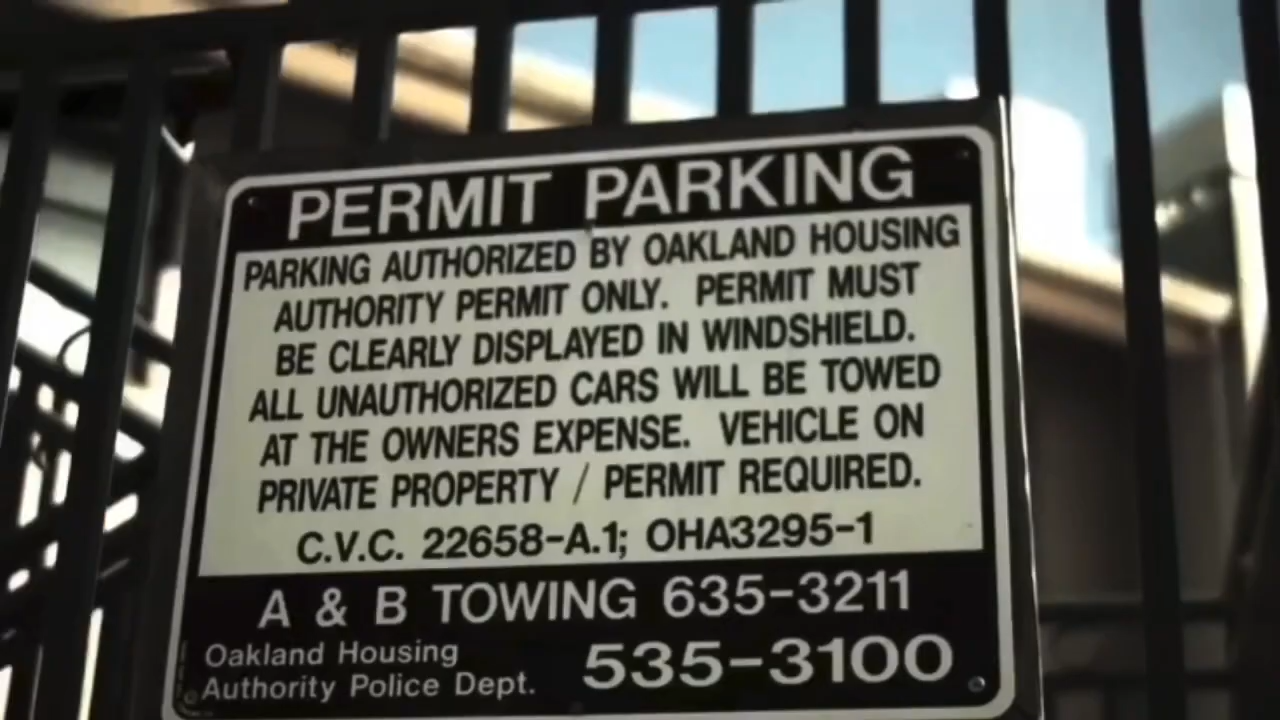 PERMIT PARKING
PARKING AUTHORIZED BY OAKLAND HOUSING
AUTHORITY PERMIT ONLY. PERMIT MUST
BE CLEARLY DISPLAYED IN WINDSHIELD.
ALL UNAUTHORIZED CARS WILL BE TOWED
AT THE OWNERS EXPENSE. VEHICLE ON
PRIVATE PROPERTY / PERMIT REQUIRED.
C.V.C. 22658-A.1; OHA3295-1
A & B TOWING 635-3211
Oakland Housing
Authority Police Dept. 535-3100